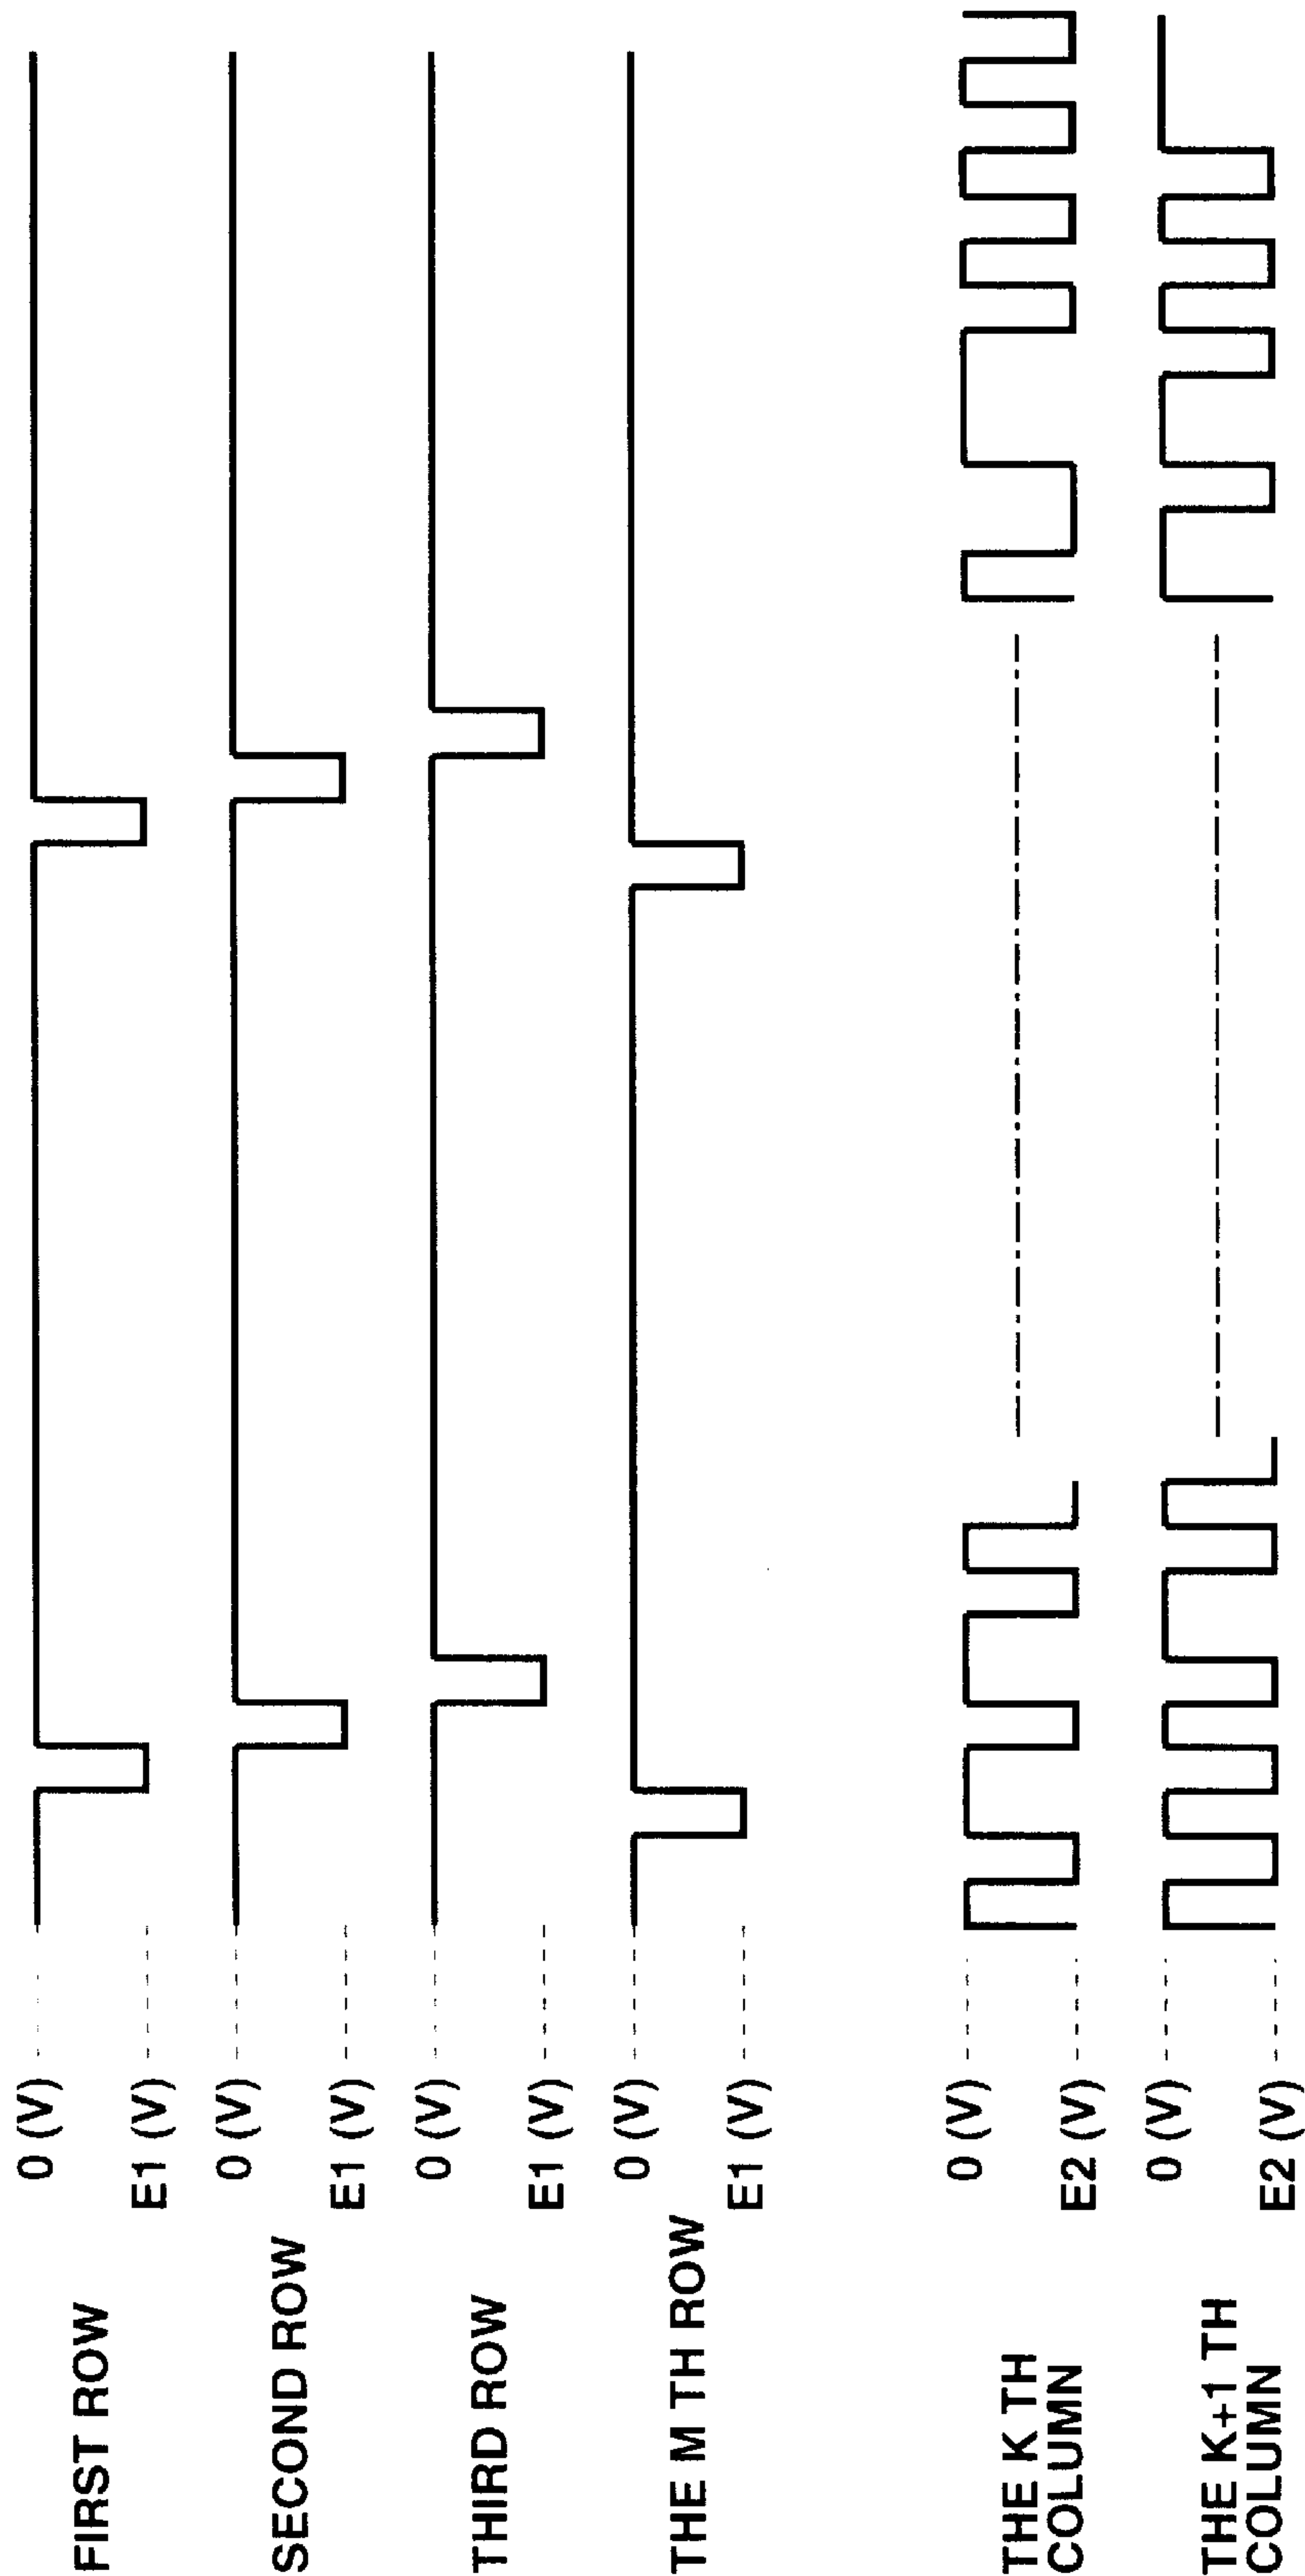 FIRST ROW
0 (V)
E1 (V)
SECOND ROW
0 (V)
E1 (V)
THIRD ROW
0 (V)
E1 (V)
THE M TH ROW
0 (V)
E1 (V)
THE K TH
COLUMN
0 (V)
E2 (V)
THE K+1 TH
COLUMN
0 (V)
E2 (V)